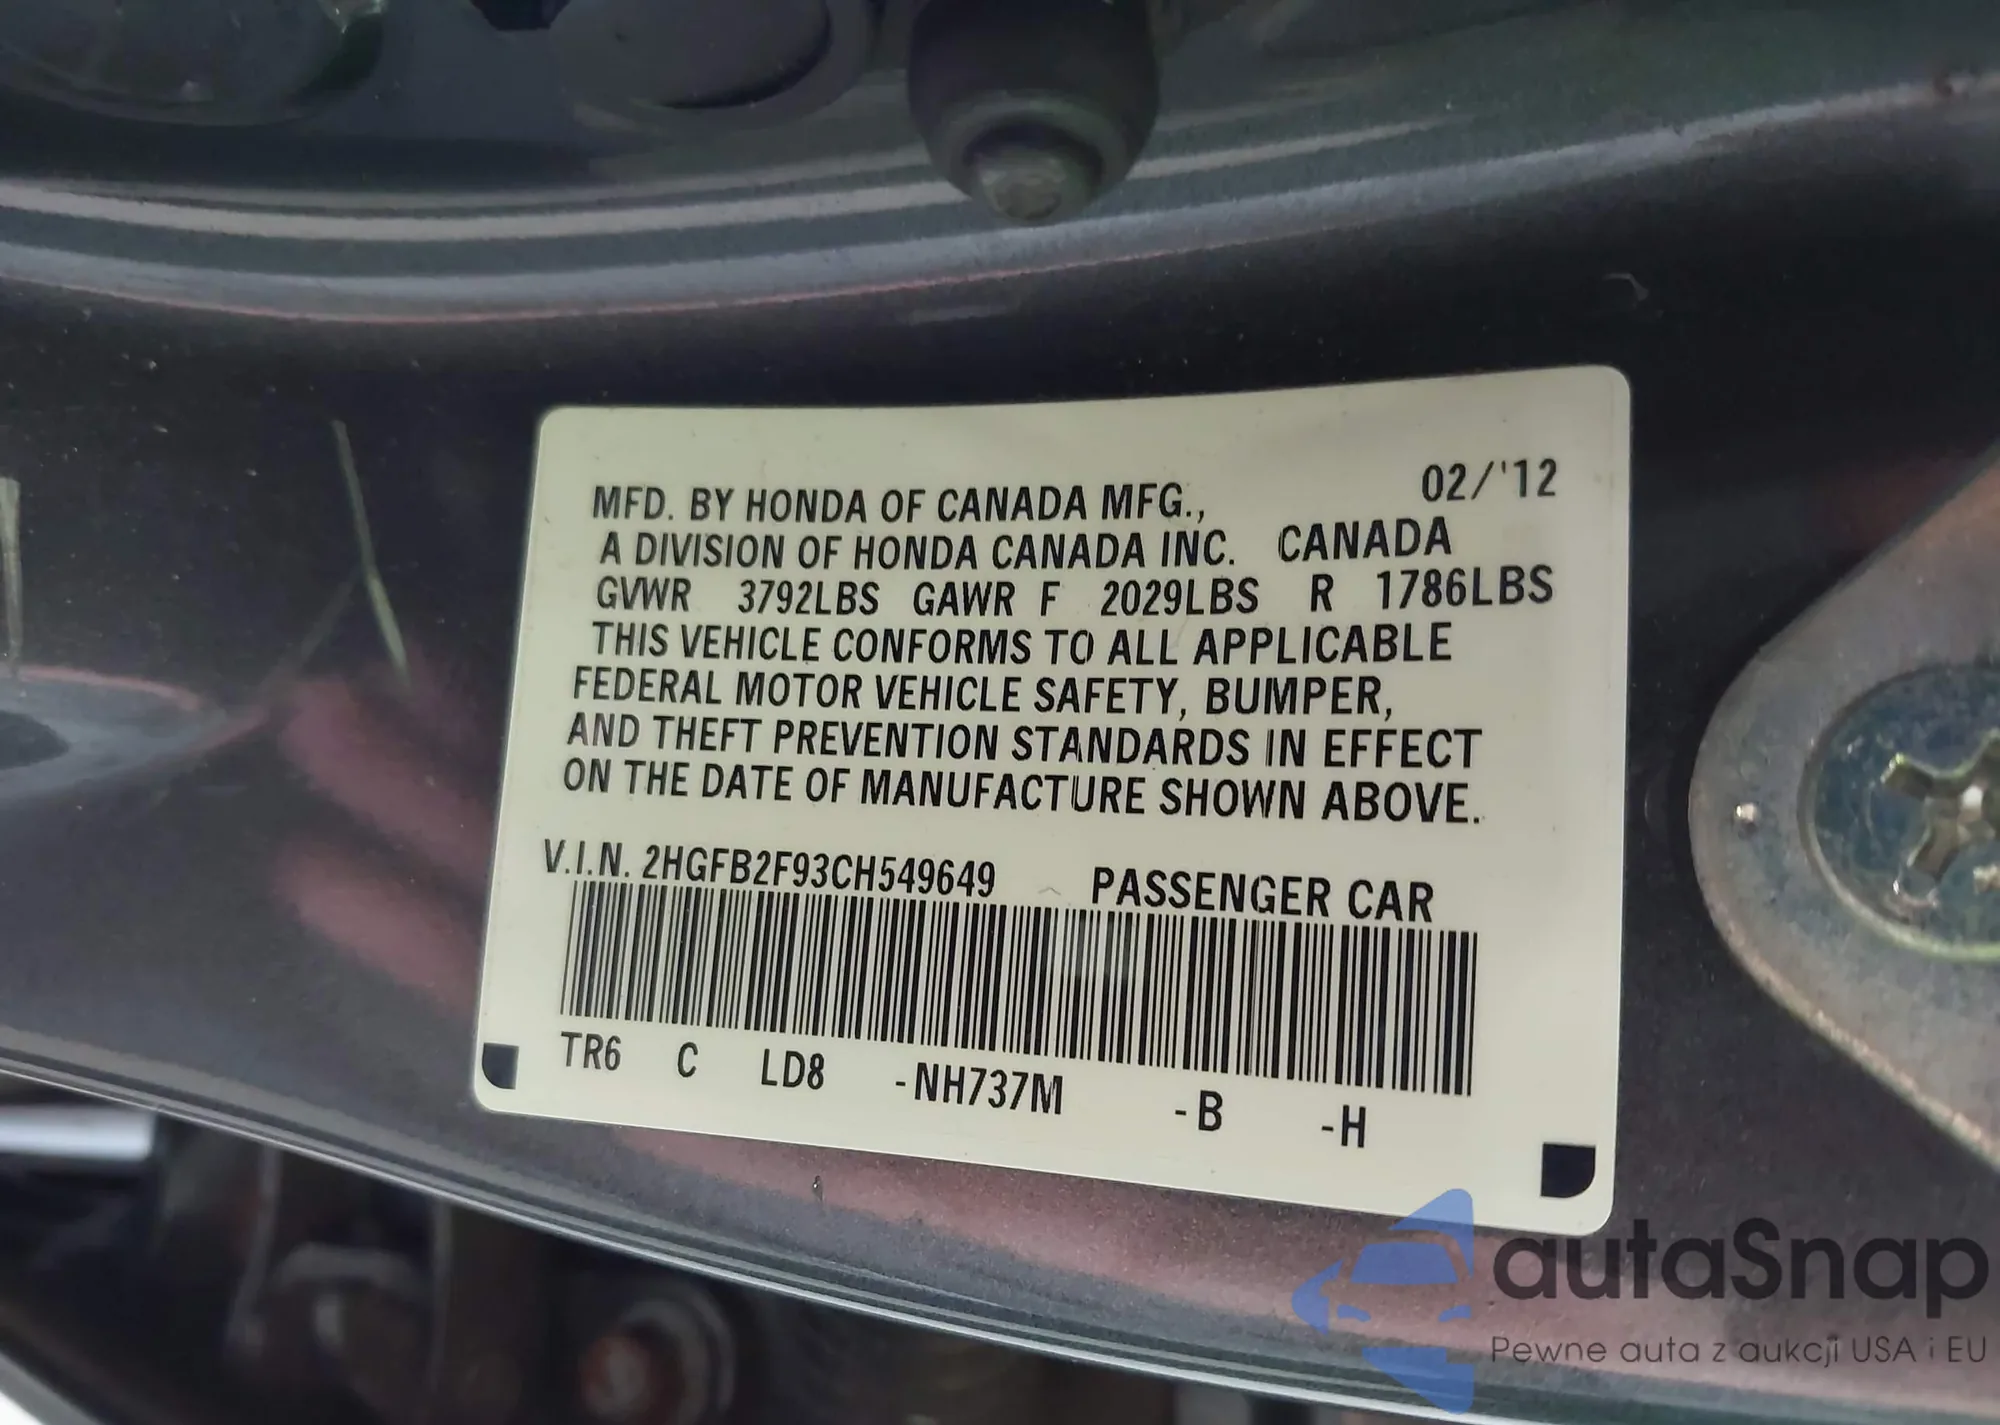 02/'12
MFD. BY HONDA OF CANADA MFG.,
A DIVISION OF HONDA CANADA INC. CANADA
GVWR 3792LBS GAWR F 2029LBS R 1786LBS
THIS VEHICLE CONFORMS TO ALL APPLICABLE
FEDERAL MOTOR VEHICLE SAFETY, BUMPER,
AND THEFT PREVENTION STANDARDS IN EFFECT
ON THE DATE OF MANUFACTURE SHOWN ABOVE.
V.I.N. 2HGFB2F93CH549649 PASSENGER CAR
TR6 C LD8 -NH737M -B -H
autaSnap
Pewne auta z aukcji USA i EU